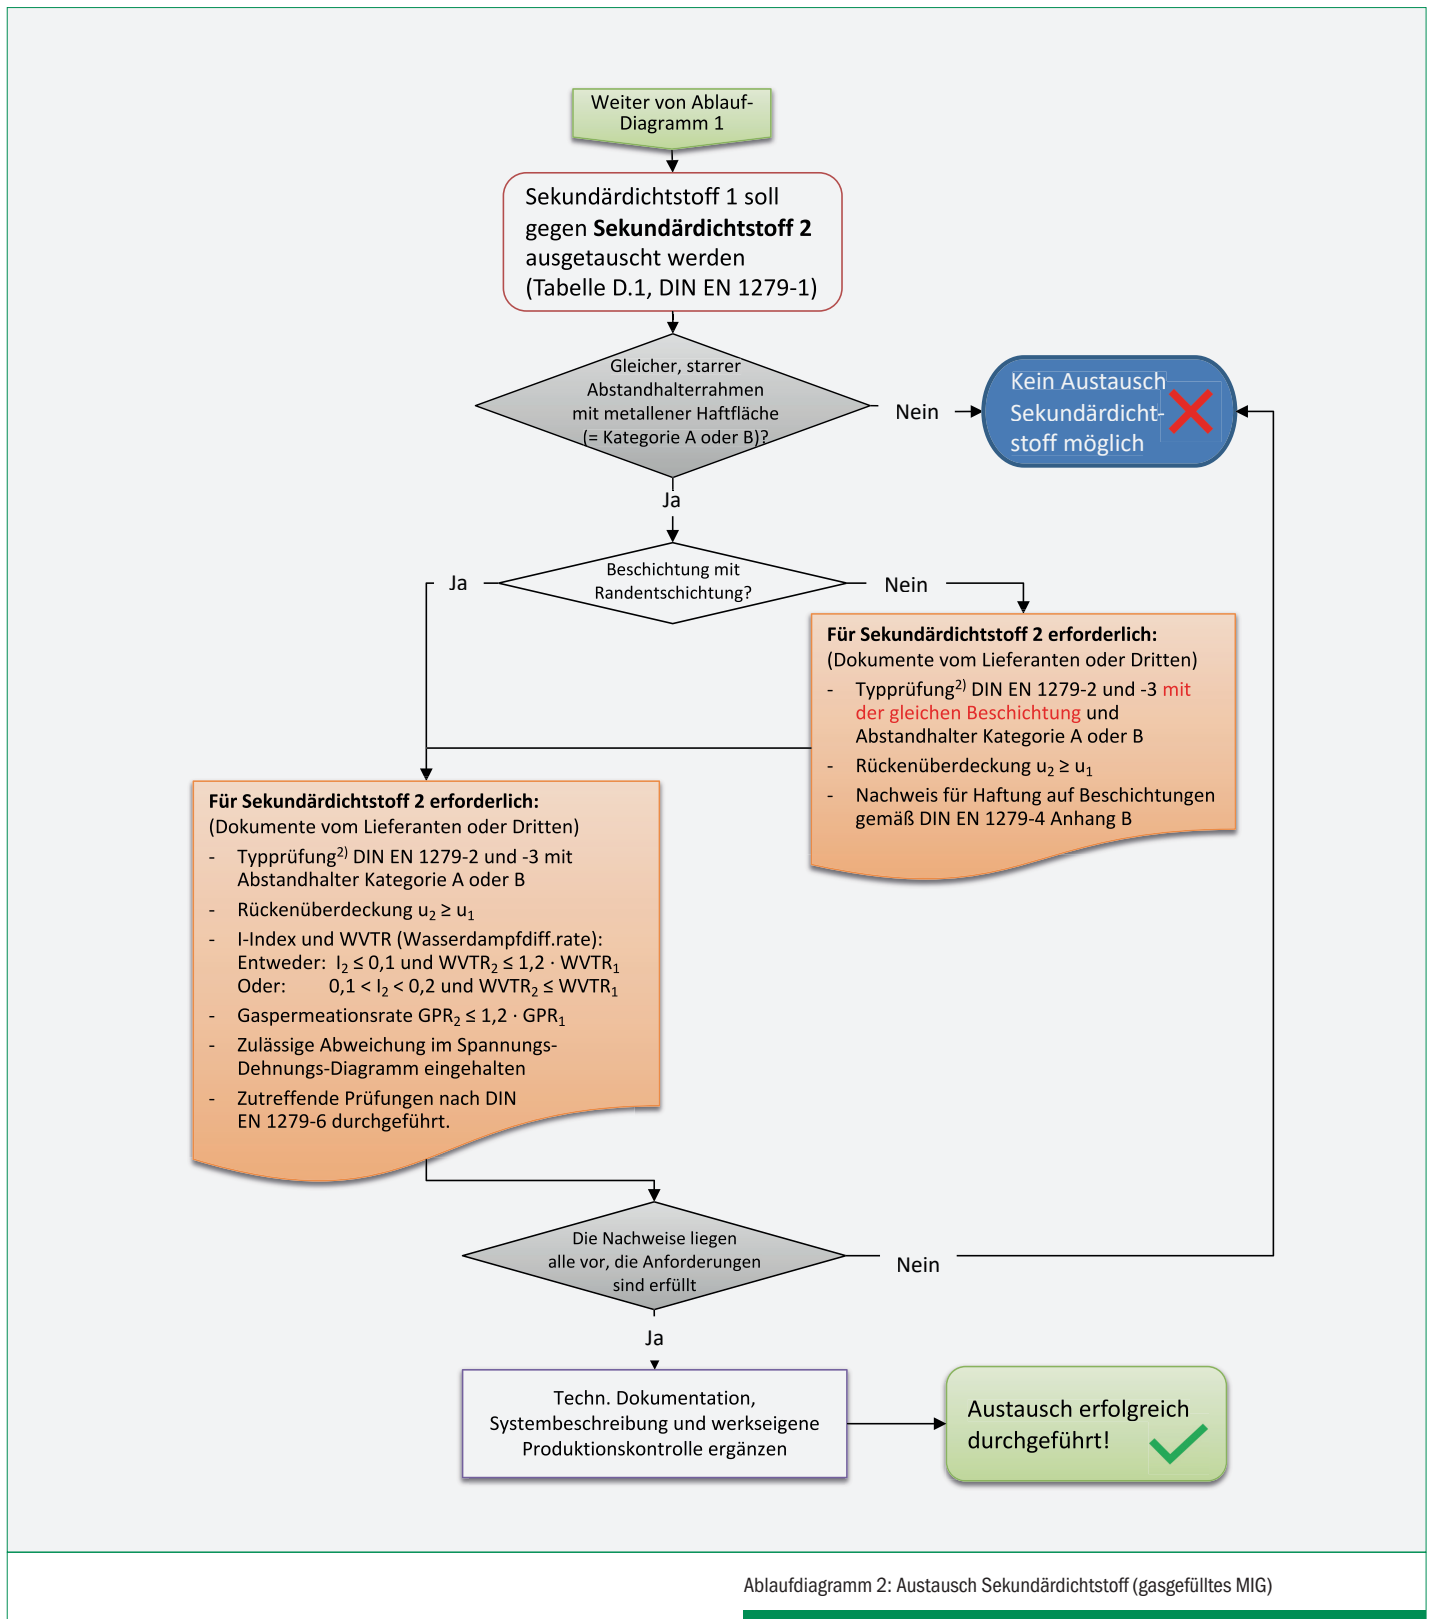 Weiter von Ablauf-
Diagramm 1
Sekundärdichtstoff 1 soll
gegen Sekundärdichtstoff 2
ausgetauscht werden
(Tabelle D.1, DIN EN 1279-1)
Gleicher, starrer
Abstandhalterrahmen
mit metallener Haftfläche
(= Kategorie A oder B)?
Nein
Kein Austausch
Sekundärdicht-
stoff möglich
Ja
Beschichtung mit
Randentschichtung?
Ja
Nein
Für Sekundärdichtstoff 2 erforderlich:
(Dokumente vom Lieferanten oder Dritten)
- Typprüfung²⁾ DIN EN 1279-2 und -3 mit
der gleichen Beschichtung und
Abstandhalter Kategorie A oder B
- Rückenüberdeckung u₂ ≥ u₁
- Nachweis für Haftung auf Beschichtungen
gemäß DIN EN 1279-4 Anhang B
Für Sekundärdichtstoff 2 erforderlich:
(Dokumente vom Lieferanten oder Dritten)
- Typprüfung²⁾ DIN EN 1279-2 und -3 mit
Abstandhalter Kategorie A oder B
- Rückenüberdeckung u₂ ≥ u₁
- I-Index und WVTR (Wasserdampfdiff.rate):
Entweder: I₂ ≤ 0,1 und WVTR₂ ≤ 1,2 · WVTR₁
Oder: 0,1 < I₂ < 0,2 und WVTR₂ ≤ WVTR₁
- Gaspermeationsrate GPR₂ ≤ 1,2 · GPR₁
- Zulässige Abweichung im Spannungs-
Dehnungs-Diagramm eingehalten
- Zutreffende Prüfungen nach DIN
EN 1279-6 durchgeführt.
Die Nachweise liegen
alle vor, die Anforderungen
sind erfüllt
Nein
Ja
Techn. Dokumentation,
Systembeschreibung und werkseigene
Produktionskontrolle ergänzen
Austausch erfolgreich
durchgeführt!
Ablaufdiagramm 2: Austausch Sekundärdichtstoff (gasgefülltes MIG)